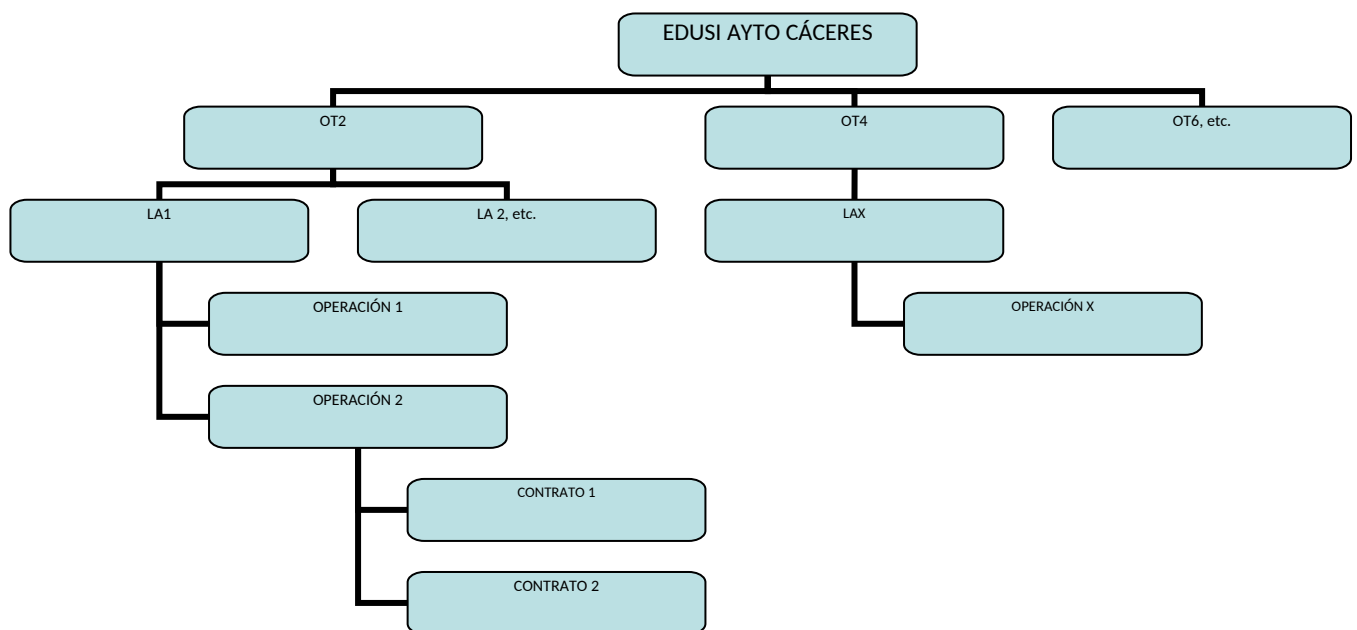 EDUSI AYTO CÁCERES
OT2
OT4
OT6, etc.
LA1
LA 2, etc.
LAX
OPERACIÓN 1
OPERACIÓN X
OPERACIÓN 2
CONTRATO 1
CONTRATO 2